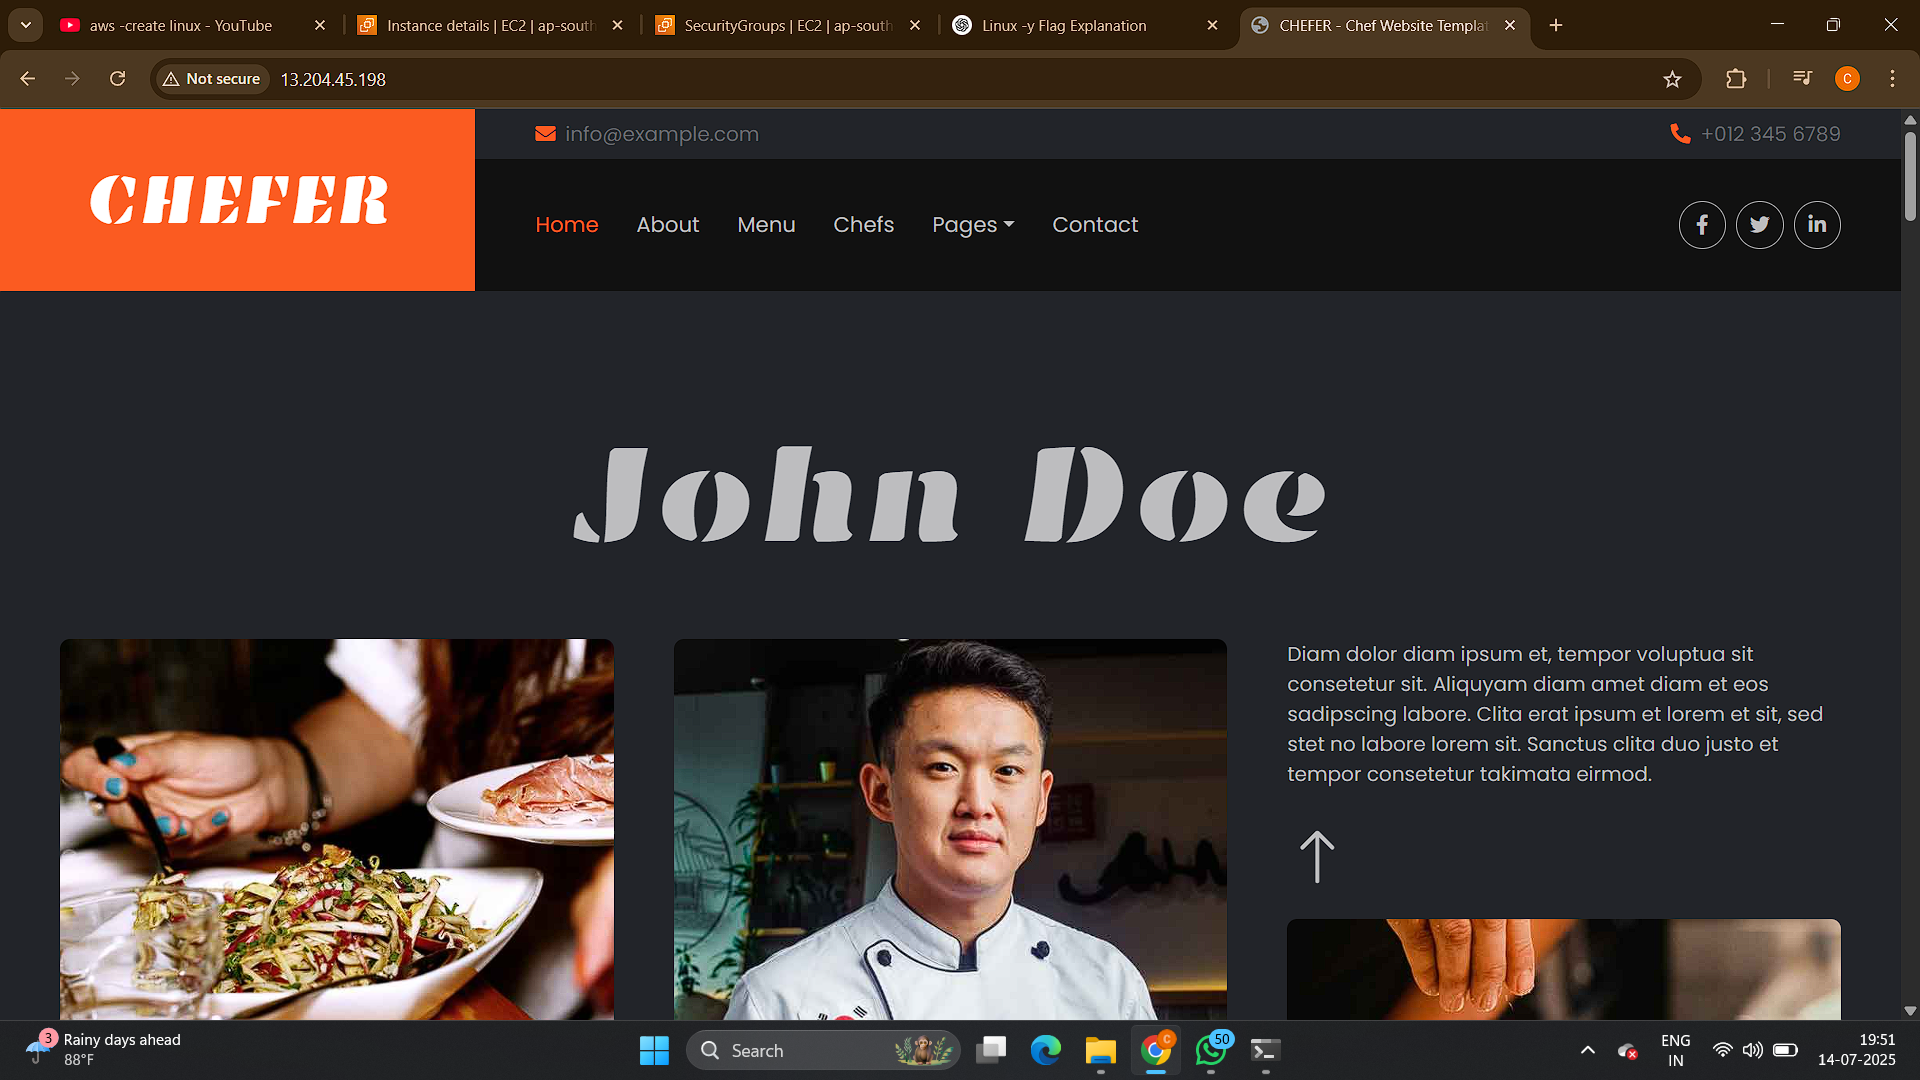 aws -create linux - YouTube
Instance details | EC2 | ap-south
SecurityGroups | EC2 | ap-south
Linux -y Flag Explanation
CHEFER - Chef Website Templat
Not secure
13.204.45.198
C
info@example.com
+012 345 6789
CHEFER
Home
About
Menu
Chefs
Pages
Contact
John Doe
Diam dolor diam ipsum et, tempor voluptua sit
consetetur sit. Aliquyam diam amet diam et eos
sadipscing labore. Clita erat ipsum et lorem et sit, sed
stet no labore lorem sit. Sanctus clita duo justo et
tempor consetetur takimata eirmod.
3
Rainy days ahead
88°F
Search
C
50
ENG
IN
19:51
14-07-2025